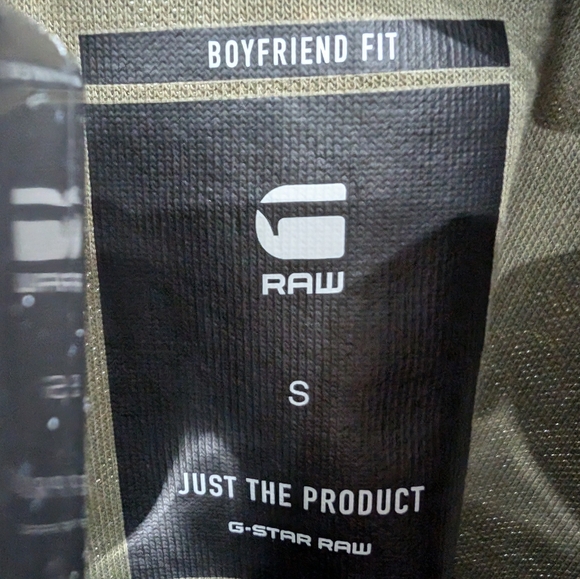 BOYFRIEND FIT
RAW
S
JUST THE PRODUCT
G-STAR RAW